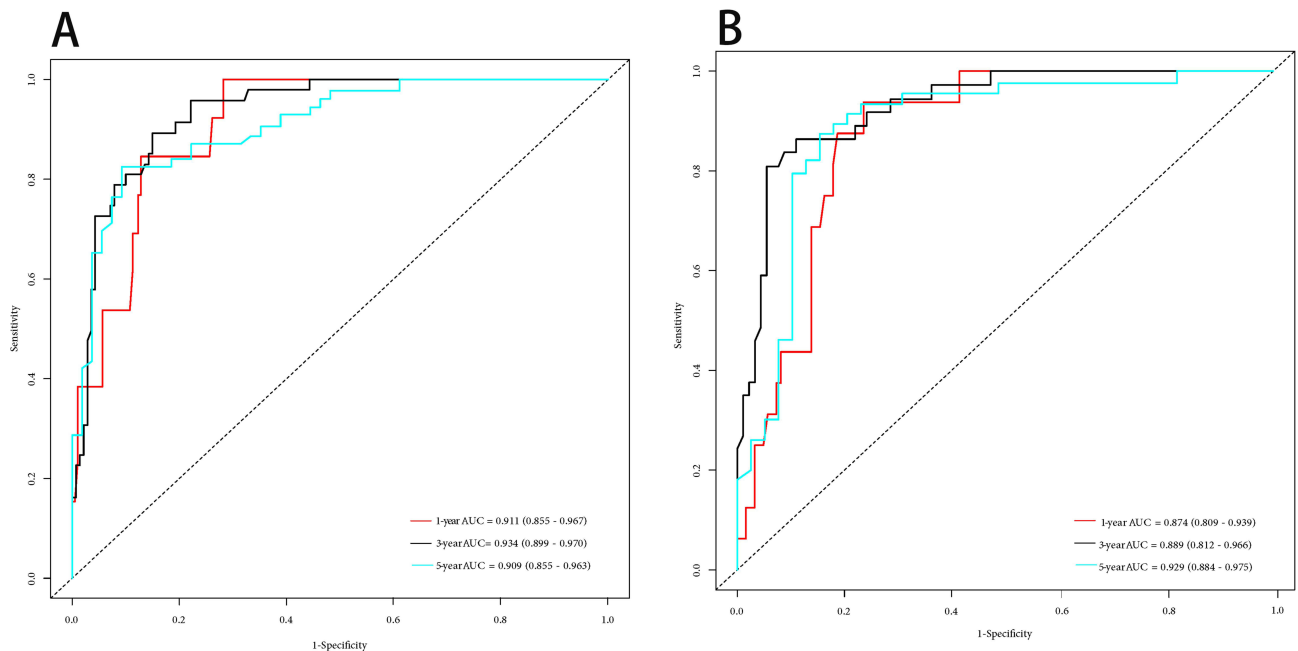 A
1.0
0.8
0.6
0.4
0.2
0.0
Sensitivity
1-year AUC = 0.911 (0.855 - 0.967)
3-year AUC= 0.934 (0.899 - 0.970)
5-year AUC = 0.909 (0.855 - 0.963)
0.0 0.2 0.4 0.6 0.8 1.0
1-Specificity
B
1.0
0.8
0.6
0.4
0.2
0.0
Sensitivity
1-year AUC = 0.874 (0.809 - 0.939)
3-year AUC = 0.889 (0.812 - 0.966)
5-year AUC = 0.929 (0.884 - 0.975)
0.0 0.2 0.4 0.6 0.8 1.0
1-Specificity